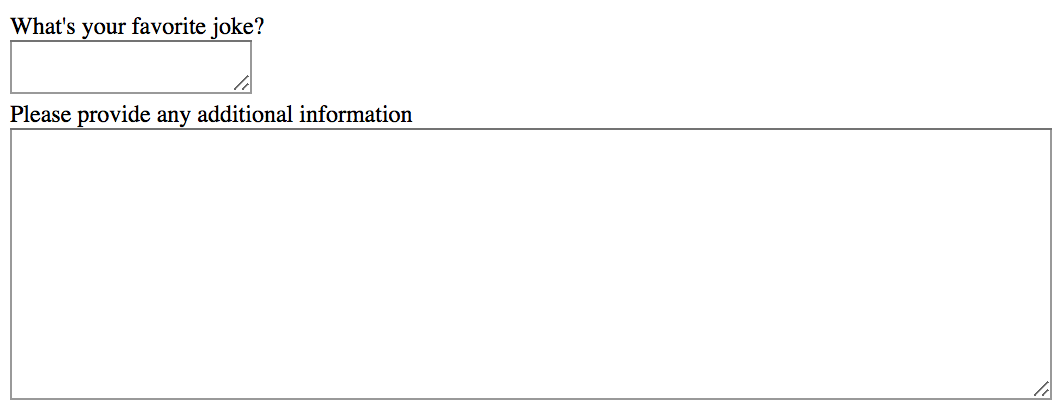 What's your favorite joke?
Please provide any additional information